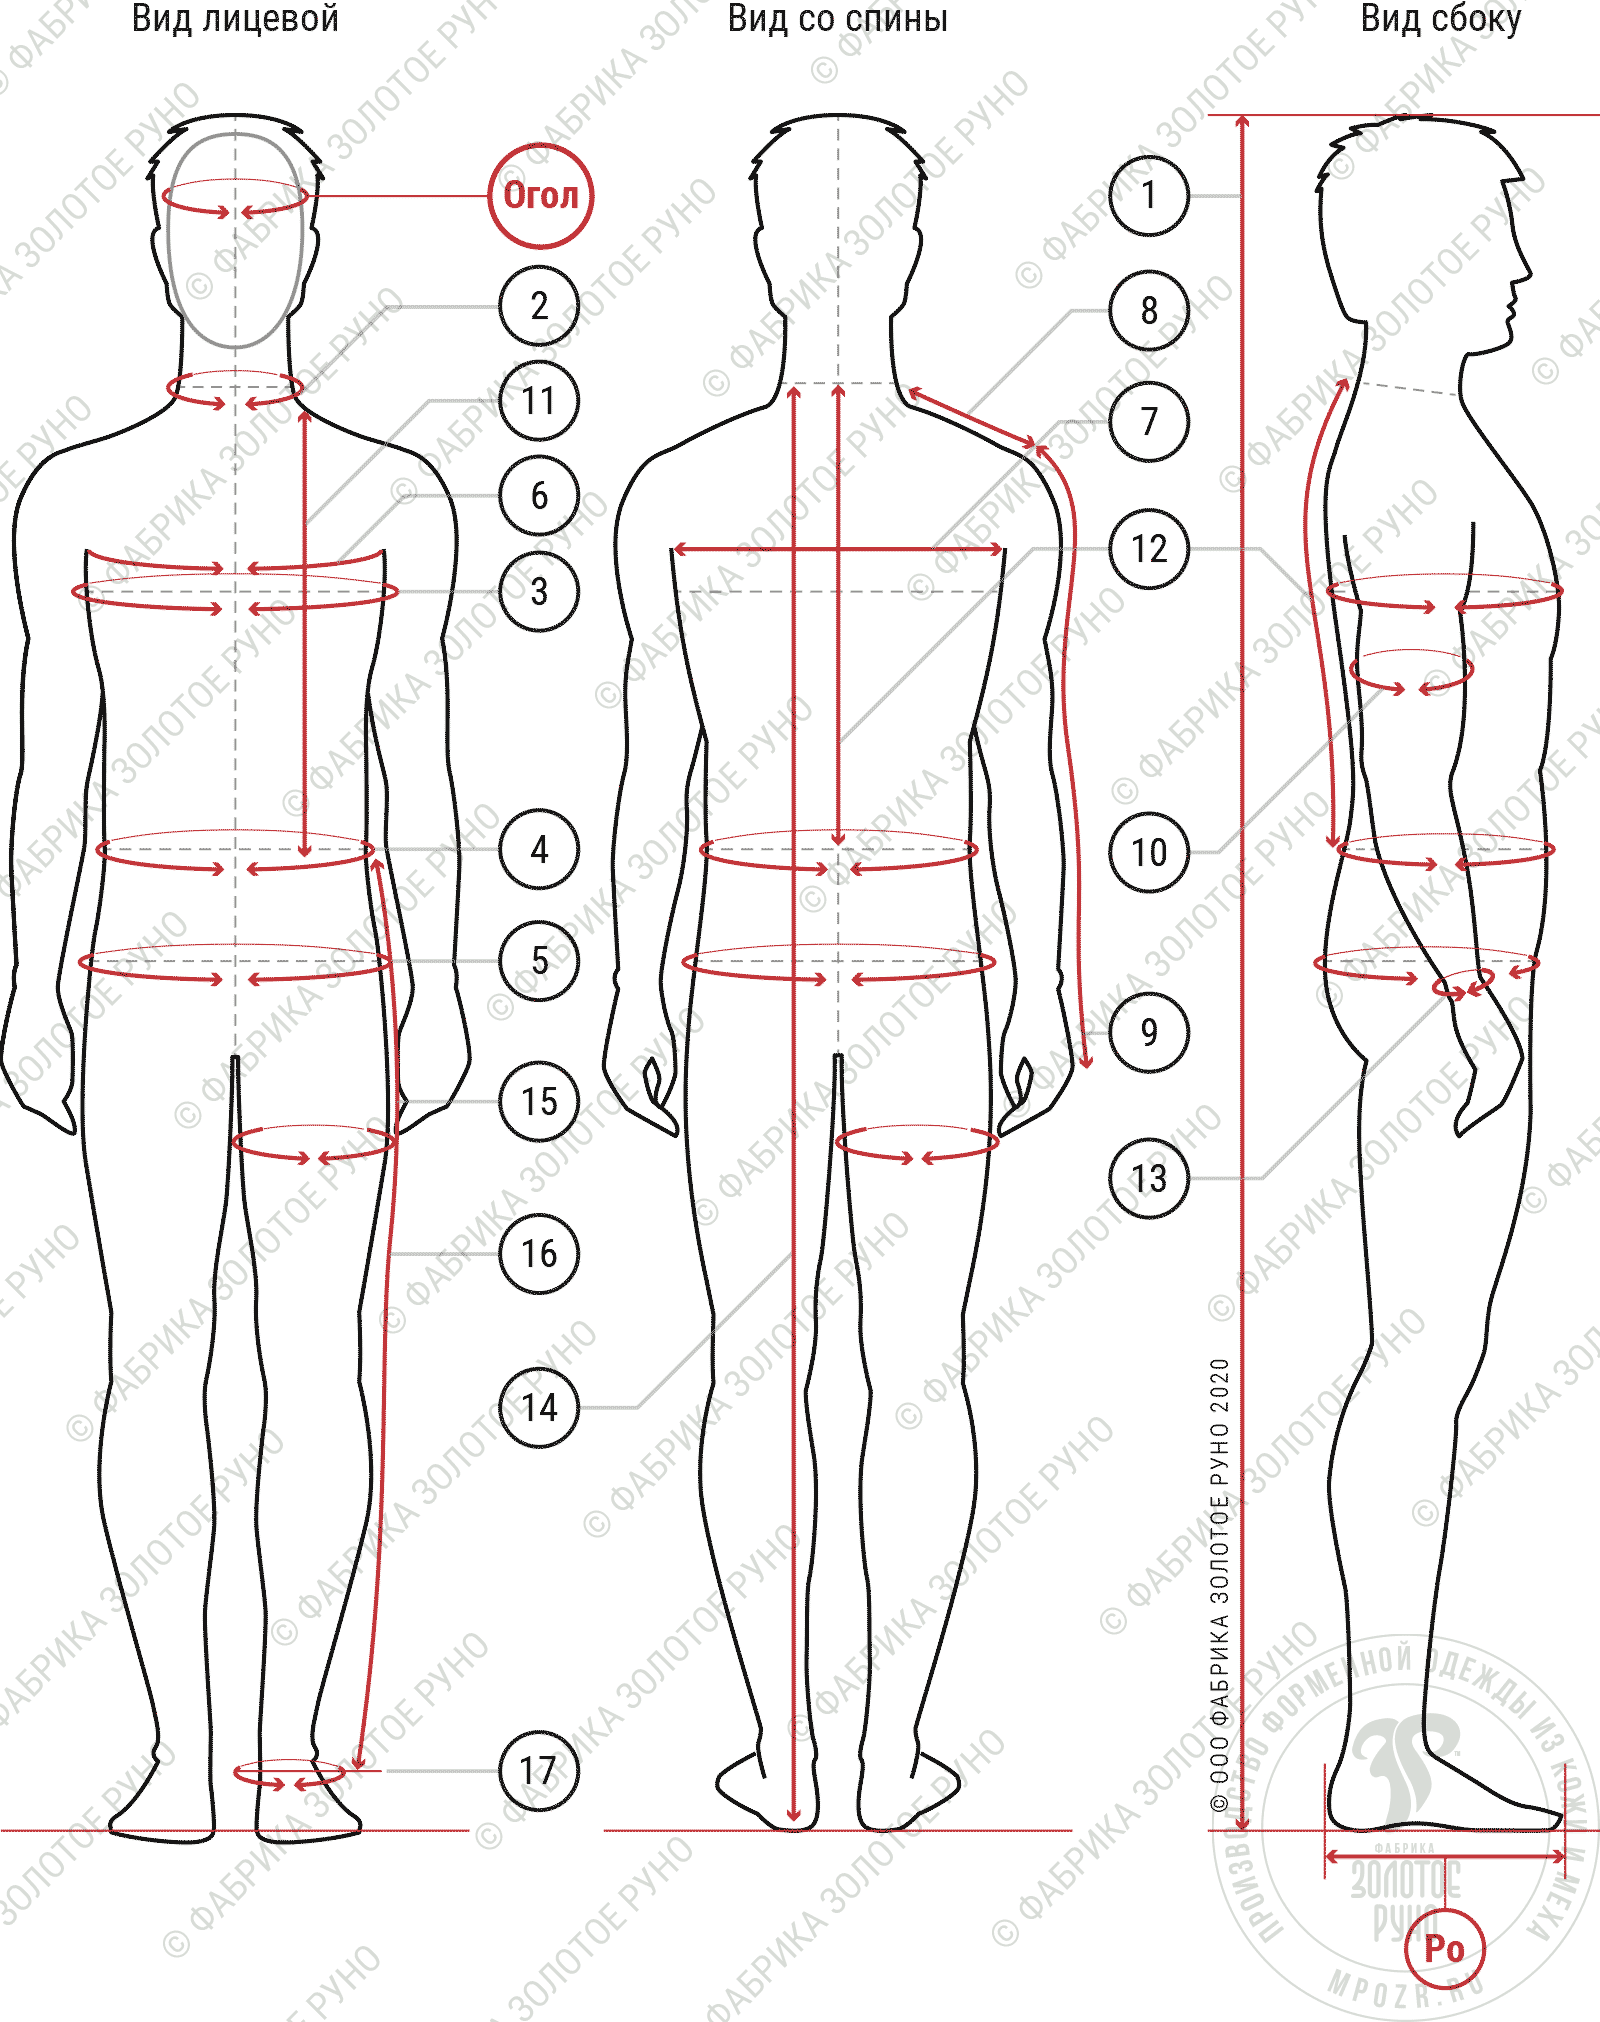 Вид лицевой
Вид со спины
Вид сбоку
Огол
1
2
8
11
7
6
12
3
4
10
5
9
15
13
16
14
17
© ООО ФАБРИКА ЗОЛОТОЕ РУНО 2020
© ФАБРИКА ЗОЛОТОЕ РУНО
ПРОИЗВОДСТВО ФОРМЕННОЙ ОДЕЖДЫ ИЗ КОЖИ И МЕХА
ФАБРИКА
ЗОЛОТОЕ
РУНО
MPOZR.RU
Ро